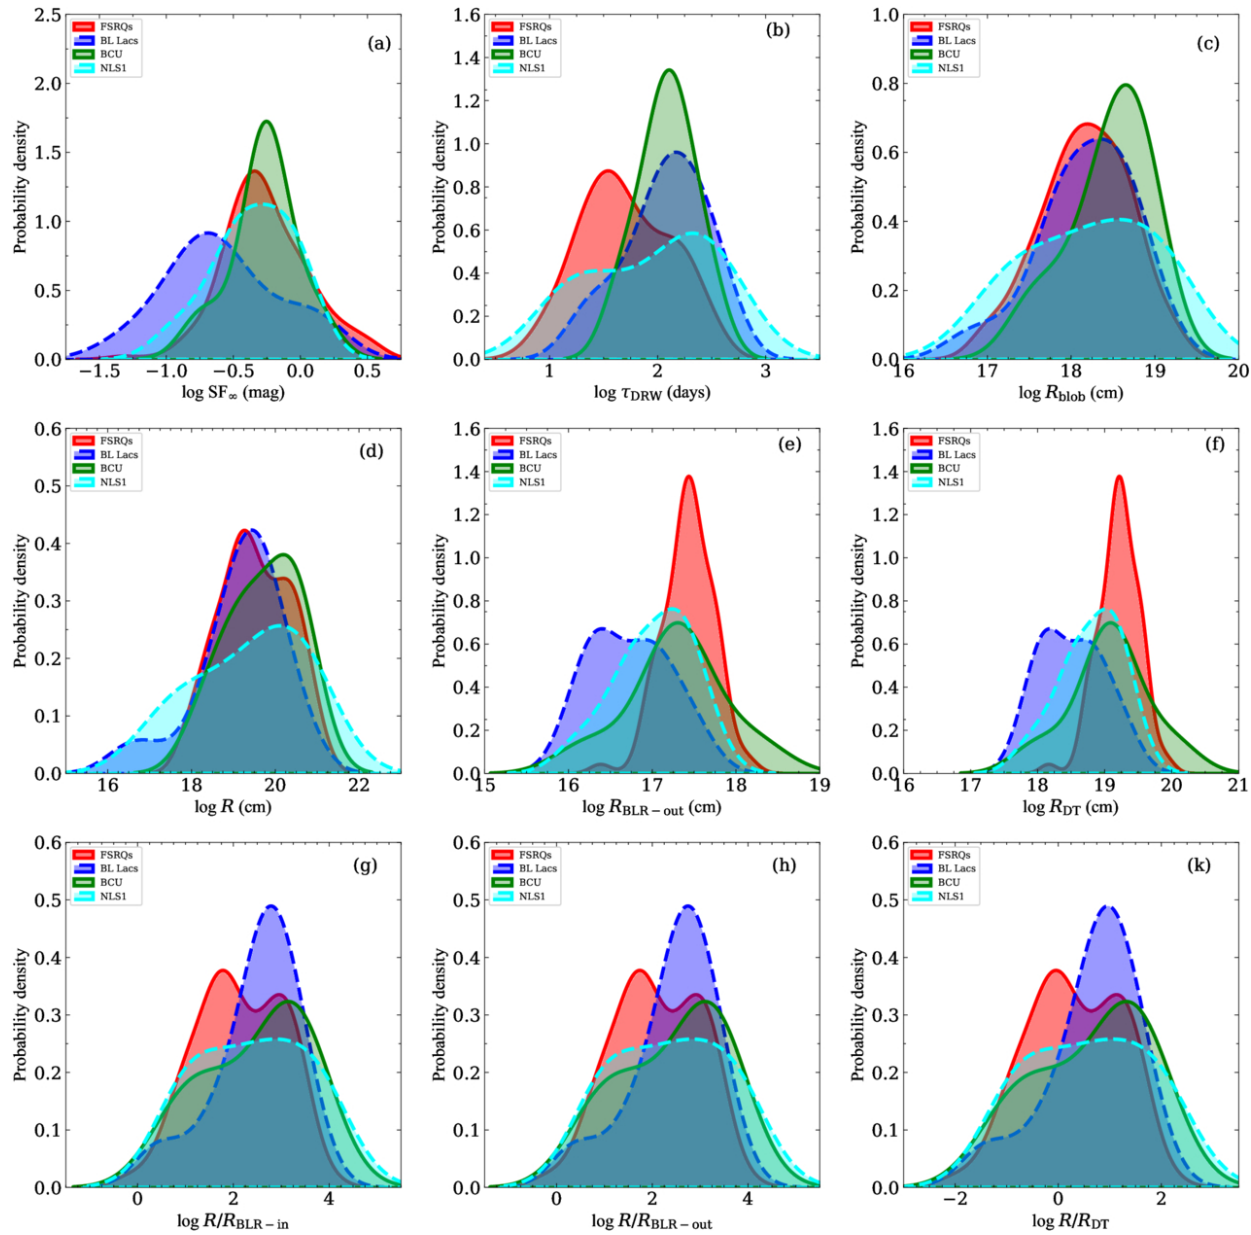 (a)
FSRQs
BL Lacs
BCU
NLS1
Probability density
2.5
2.0
1.5
1.0
0.5
0.0
−1.5 −1.0 −0.5 0.0 0.5
log SF∞ (mag)
(b)
FSRQs
BL Lacs
BCU
NLS1
Probability density
1.6
1.4
1.2
1.0
0.8
0.6
0.4
0.2
0.0
1 2 3
log τDRW (days)
(c)
FSRQs
BL Lacs
BCU
NLS1
Probability density
1.0
0.8
0.6
0.4
0.2
0.0
16 17 18 19 20
log Rblob (cm)
(d)
FSRQs
BL Lacs
BCU
NLS1
Probability density
0.6
0.5
0.4
0.3
0.2
0.1
0.0
16 18 20 22
log R (cm)
(e)
FSRQs
BL Lacs
BCU
NLS1
Probability density
1.6
1.4
1.2
1.0
0.8
0.6
0.4
0.2
0.0
15 16 17 18 19
log RBLR−out (cm)
(f)
FSRQs
BL Lacs
BCU
NLS1
Probability density
1.6
1.4
1.2
1.0
0.8
0.6
0.4
0.2
0.0
16 17 18 19 20 21
log RDT (cm)
(g)
FSRQs
BL Lacs
BCU
NLS1
Probability density
0.6
0.5
0.4
0.3
0.2
0.1
0.0
0 2 4
log R/RBLR−in
(h)
FSRQs
BL Lacs
BCU
NLS1
Probability density
0.6
0.5
0.4
0.3
0.2
0.1
0.0
0 2 4
log R/RBLR−out
(k)
FSRQs
BL Lacs
BCU
NLS1
Probability density
0.6
0.5
0.4
0.3
0.2
0.1
0.0
−2 0 2
log R/RDT